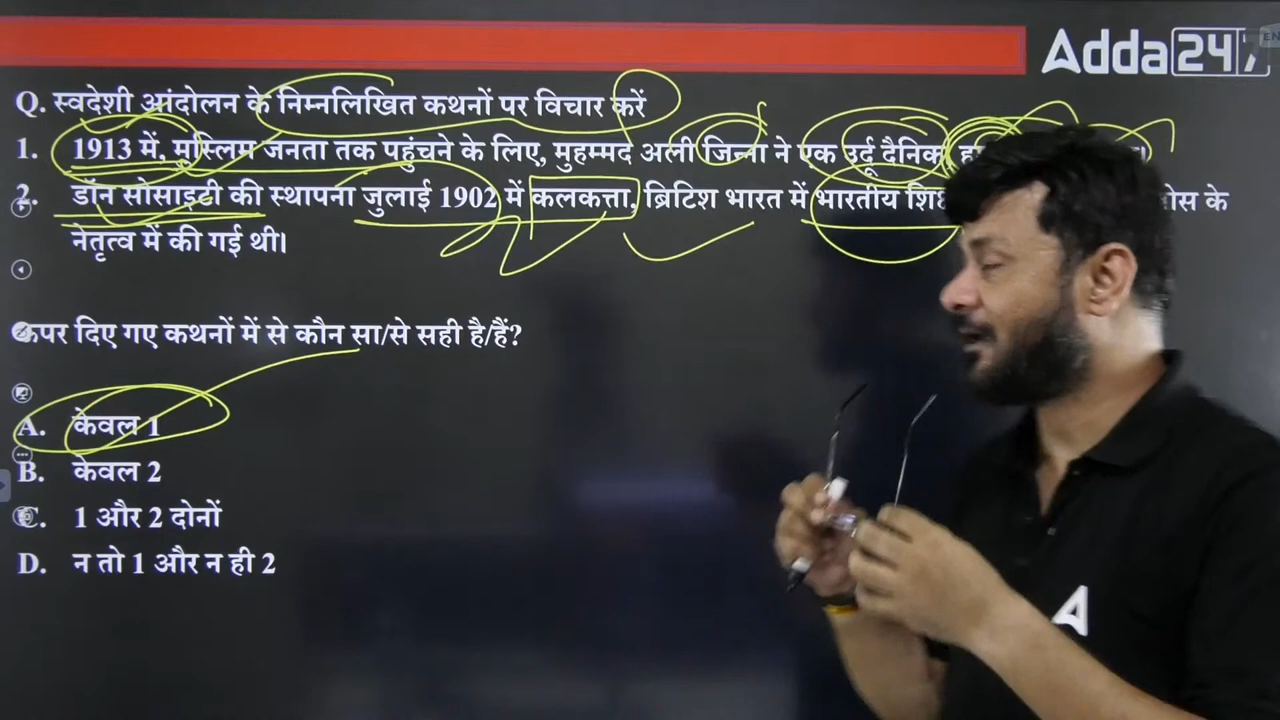 Adda247
EN
Q. स्वदेशी आंदोलन के निम्नलिखित कथनों पर विचार करें
1. 1913 में, मुस्लिम जनता तक पहुंचने के लिए, मुहम्मद अली जिन्ना ने एक उर्दू दैनिक
2. डॉन सोसाइटी की स्थापना जुलाई 1902 में कलकत्ता, ब्रिटिश भारत में भारतीय
नेतृत्व में की गई थी।
ऊपर दिए गए कथनों में से कौन सा/से सही है/हैं?
A. केवल 1
B. केवल 2
C. 1 और 2 दोनों
D. न तो 1 और न ही 2